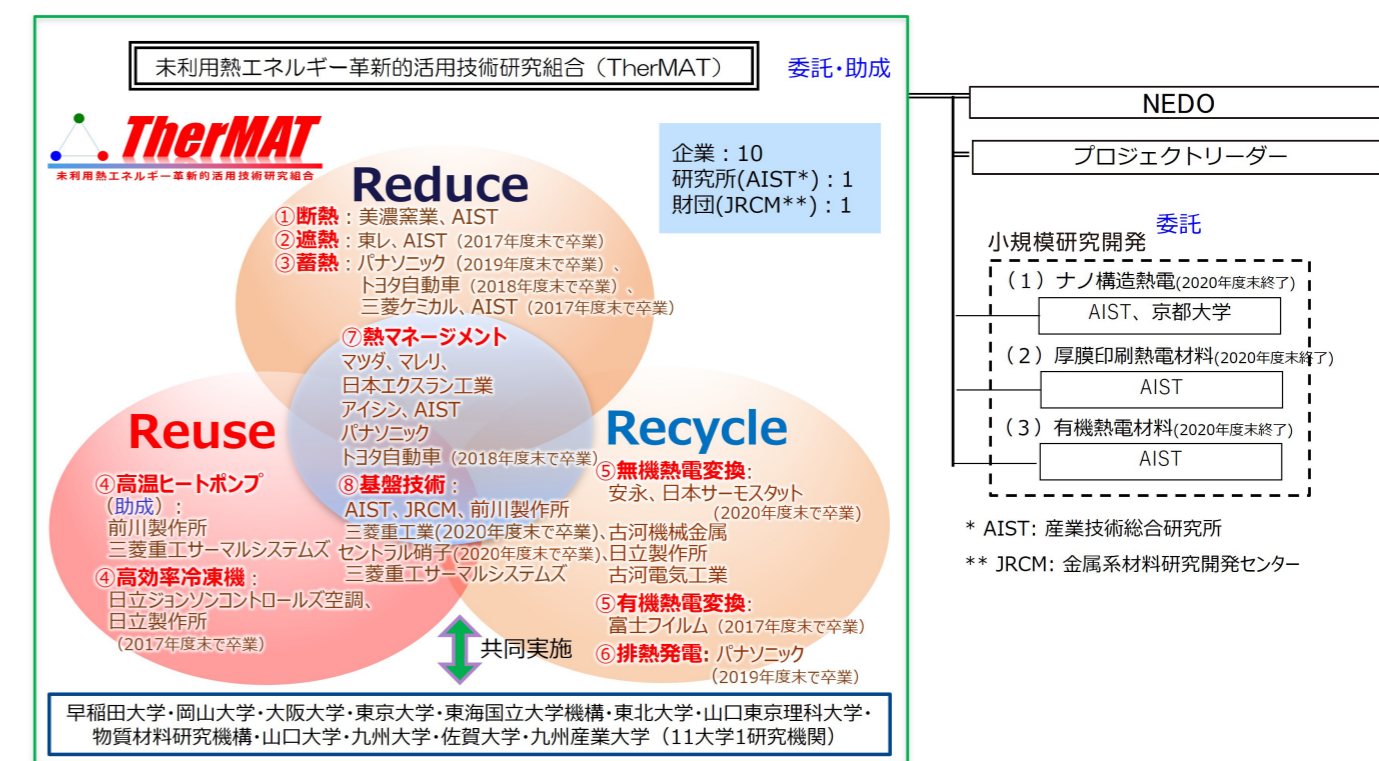 未利用熱エネルギー革新的活用技術研究組合（TherMAT）
委託・助成
TherMAT
未利用熱エネルギー革新的活用技術研究組合
企業：10
研究所(AIST*)：1
財団(JRCM**)：1
Reduce
①断熱：美濃窯業、AIST
②遮熱：東レ、AIST（2017年度末で卒業）
③蓄熱：パナソニック（2019年度末で卒業）、
トヨタ自動車（2018年度末で卒業）、
三菱ケミカル、AIST（2017年度末で卒業）
⑦熱マネージメント
マツダ、マレリ、
日本エクスラン工業
アイシン、AIST
パナソニック
トヨタ自動車（2018年度末で卒業）
⑧基盤技術：
AIST、JRCM、前川製作所
三菱重工業(2020年度末で卒業)、
セントラル硝子(2020年度末で卒業)、
三菱重工サーマルシステムズ
Reuse
④高温ヒートポンプ
（助成）：
前川製作所
三菱重工サーマルシステムズ
④高効率冷凍機：
日立ジョンソンコントロールズ空調、
日立製作所
（2017年度末で卒業）
Recycle
⑤無機熱電変換:
安永、日本サーモスタット
（2020年度末で卒業）
古河機械金属
日立製作所
古河電気工業
⑤有機熱電変換:
富士フイルム（2017年度末で卒業）
⑥排熱発電: パナソニック
（2019年度末で卒業）
共同実施
早稲田大学・岡山大学・大阪大学・東京大学・東海国立大学機構・東北大学・山口東京理科大学・
物質材料研究機構・山口大学・九州大学・佐賀大学・九州産業大学（11大学1研究機関）
NEDO
プロジェクトリーダー
委託
小規模研究開発
（1）ナノ構造熱電(2020年度末終了)
AIST、京都大学
（2）厚膜印刷熱電材料(2020年度末終了)
AIST
（3）有機熱電材料(2020年度末終了)
AIST
* AIST: 産業技術総合研究所
** JRCM: 金属系材料研究開発センター